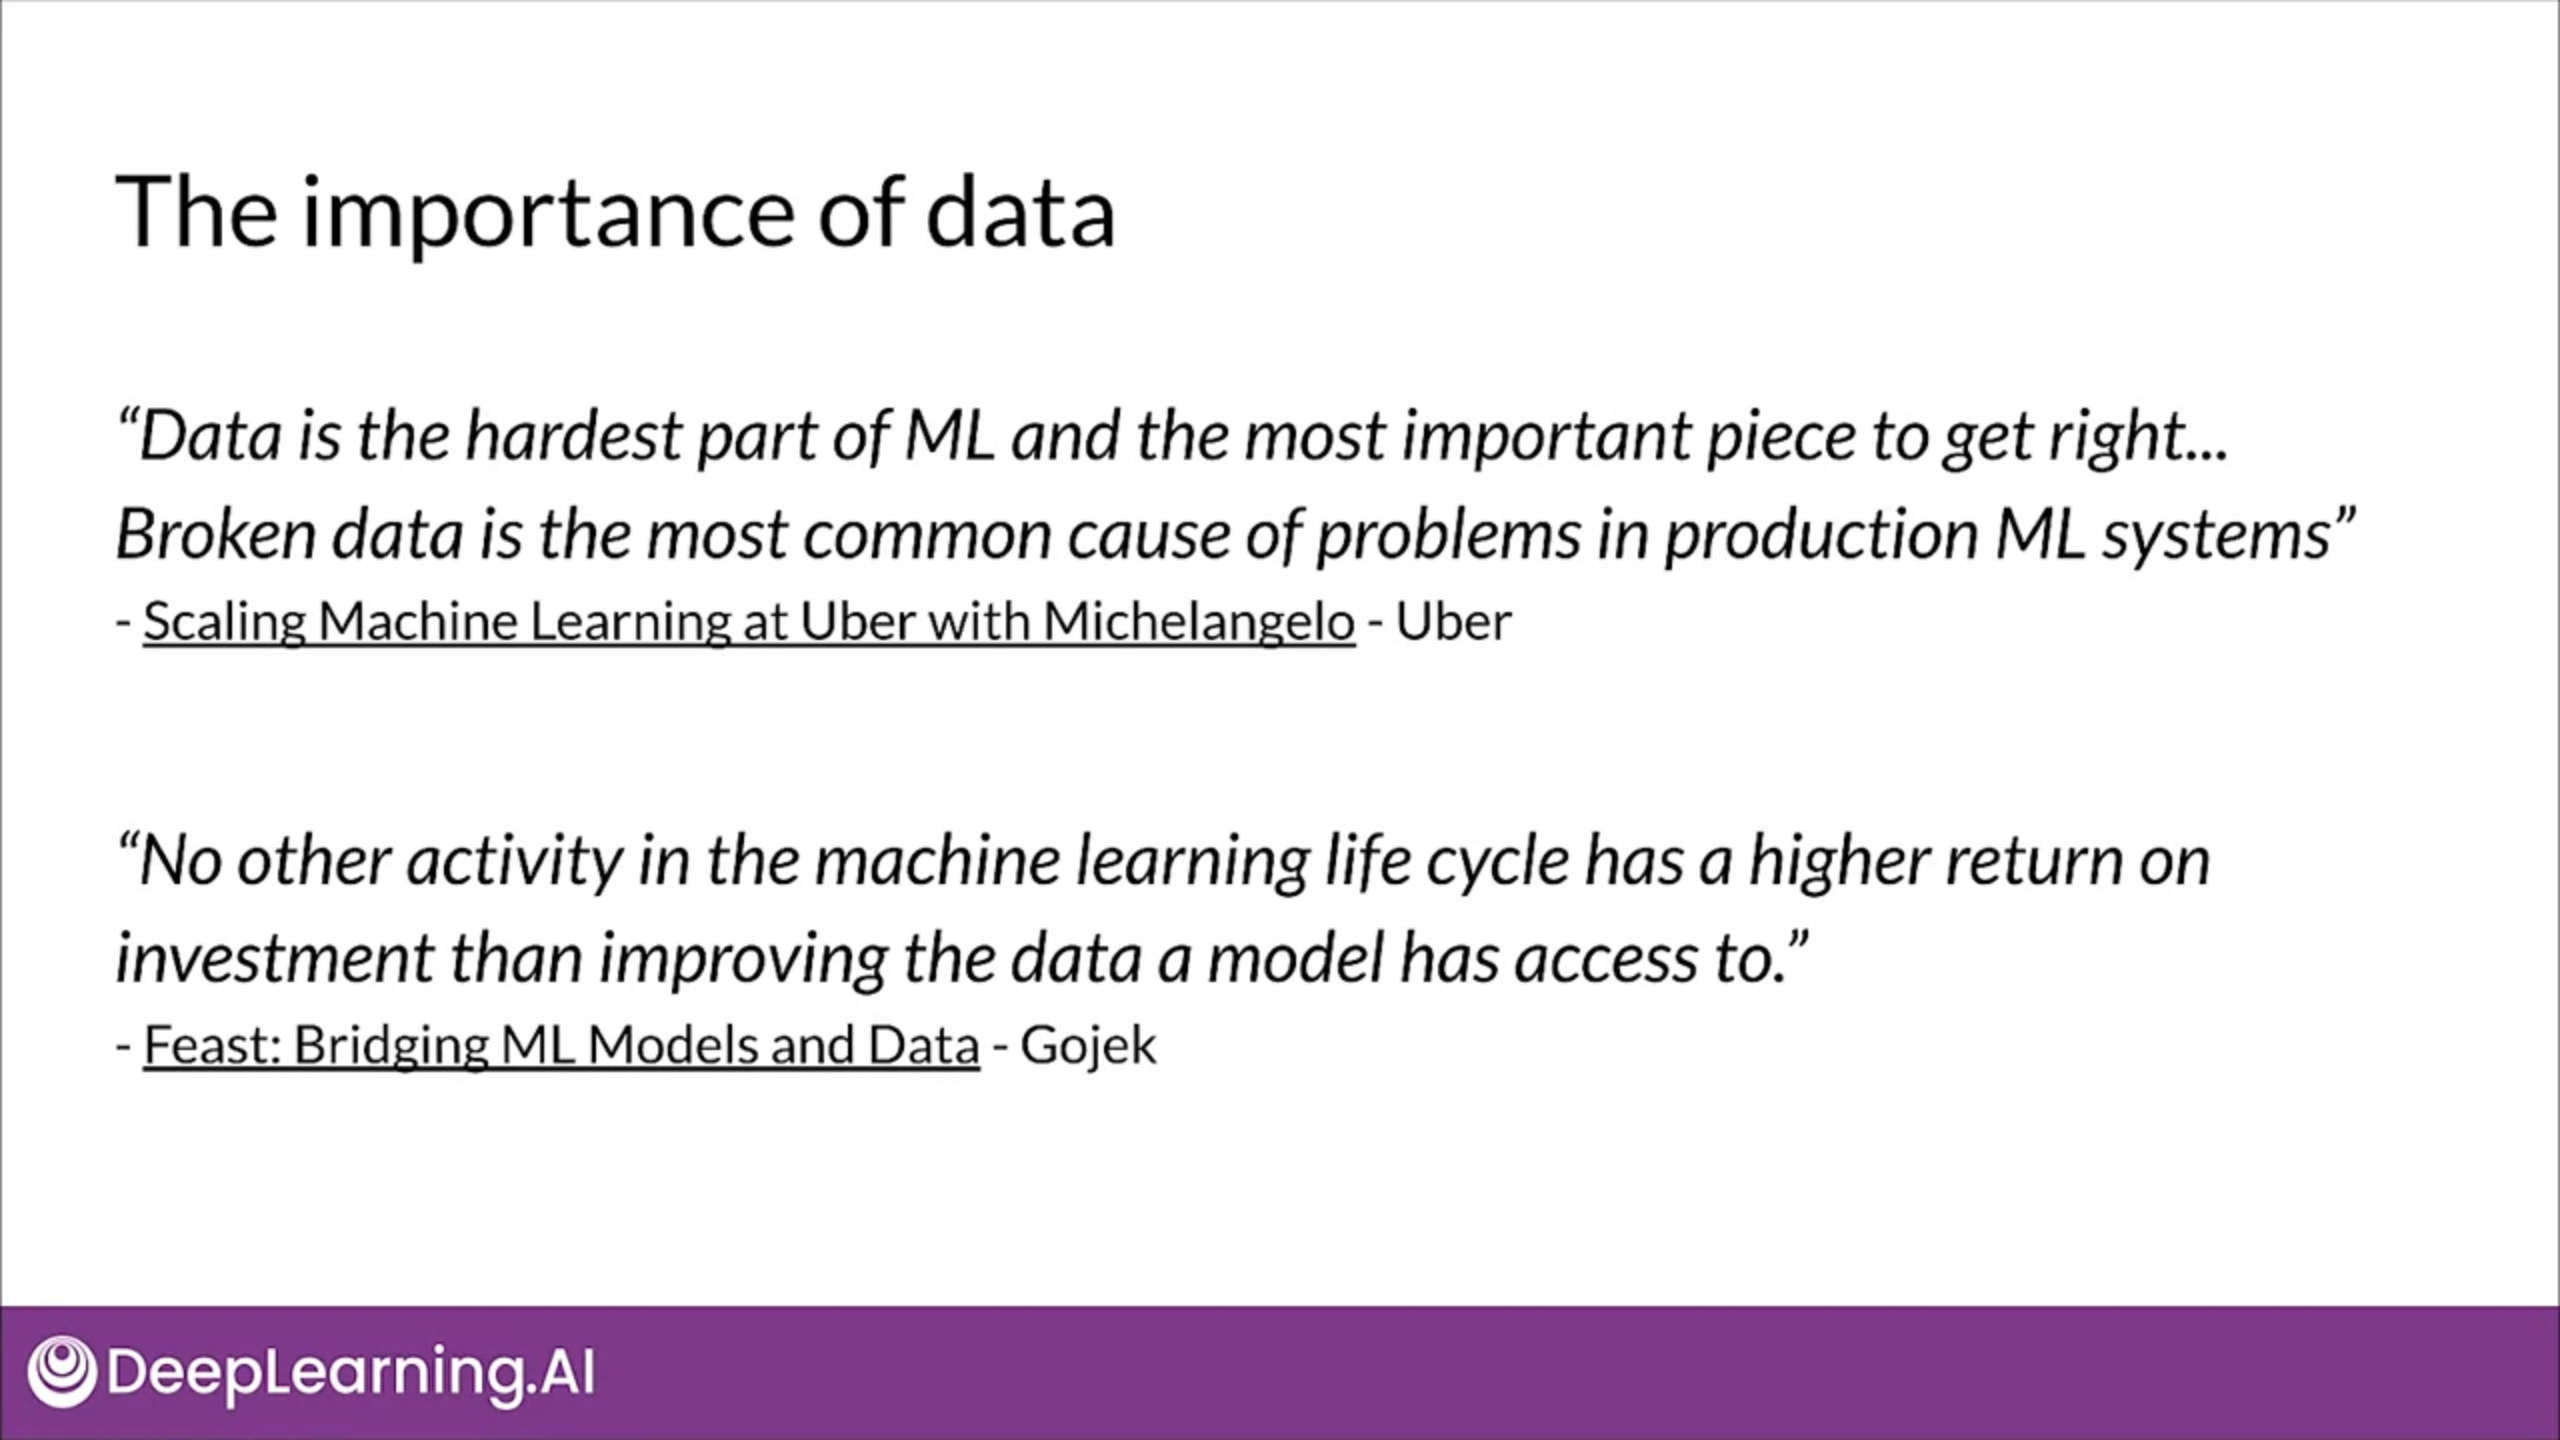 The importance of data
“Data is the hardest part of ML and the most important piece to get right...
Broken data is the most common cause of problems in production ML systems”
- Scaling Machine Learning at Uber with Michelangelo - Uber
“No other activity in the machine learning life cycle has a higher return on
investment than improving the data a model has access to.”
- Feast: Bridging ML Models and Data - Gojek
DeepLearning.AI